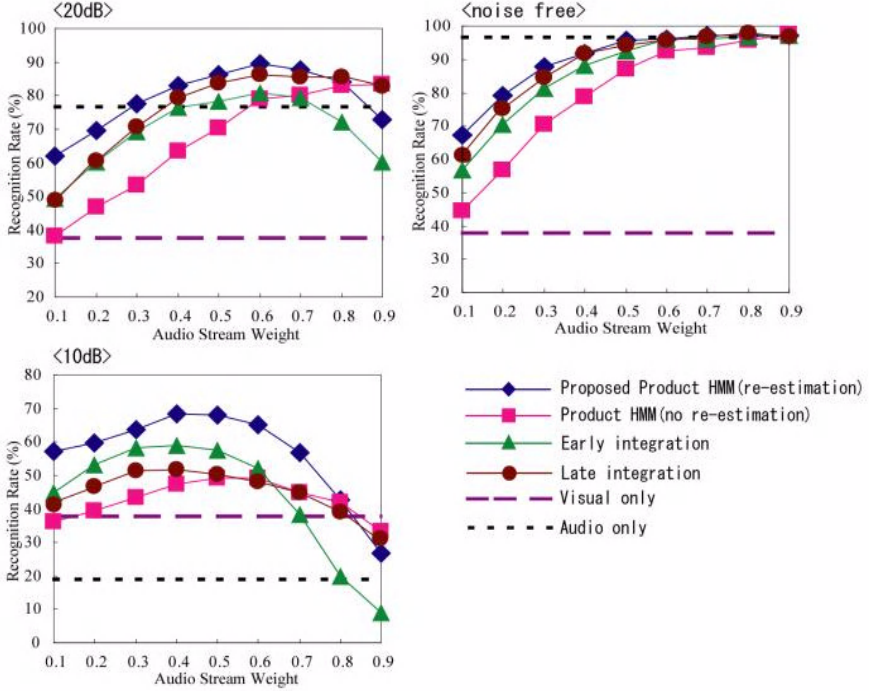 <20dB>
Recognition Rate (%)
100
90
80
70
60
50
40
30
20
0.1 0.2 0.3 0.4 0.5 0.6 0.7 0.8 0.9
Audio Stream Weight
<noise free>
Recognition Rate (%)
100
90
80
70
60
50
40
30
20
0.1 0.2 0.3 0.4 0.5 0.6 0.7 0.8 0.9
Audio Stream Weight
<10dB>
Recognition Rate (%)
80
70
60
50
40
30
20
10
0
0.1 0.2 0.3 0.4 0.5 0.6 0.7 0.8 0.9
Audio Stream Weight
Proposed Product HMM(re-estimation)
Product HMM(no re-estimation)
Early integration
Late integration
Visual only
Audio only